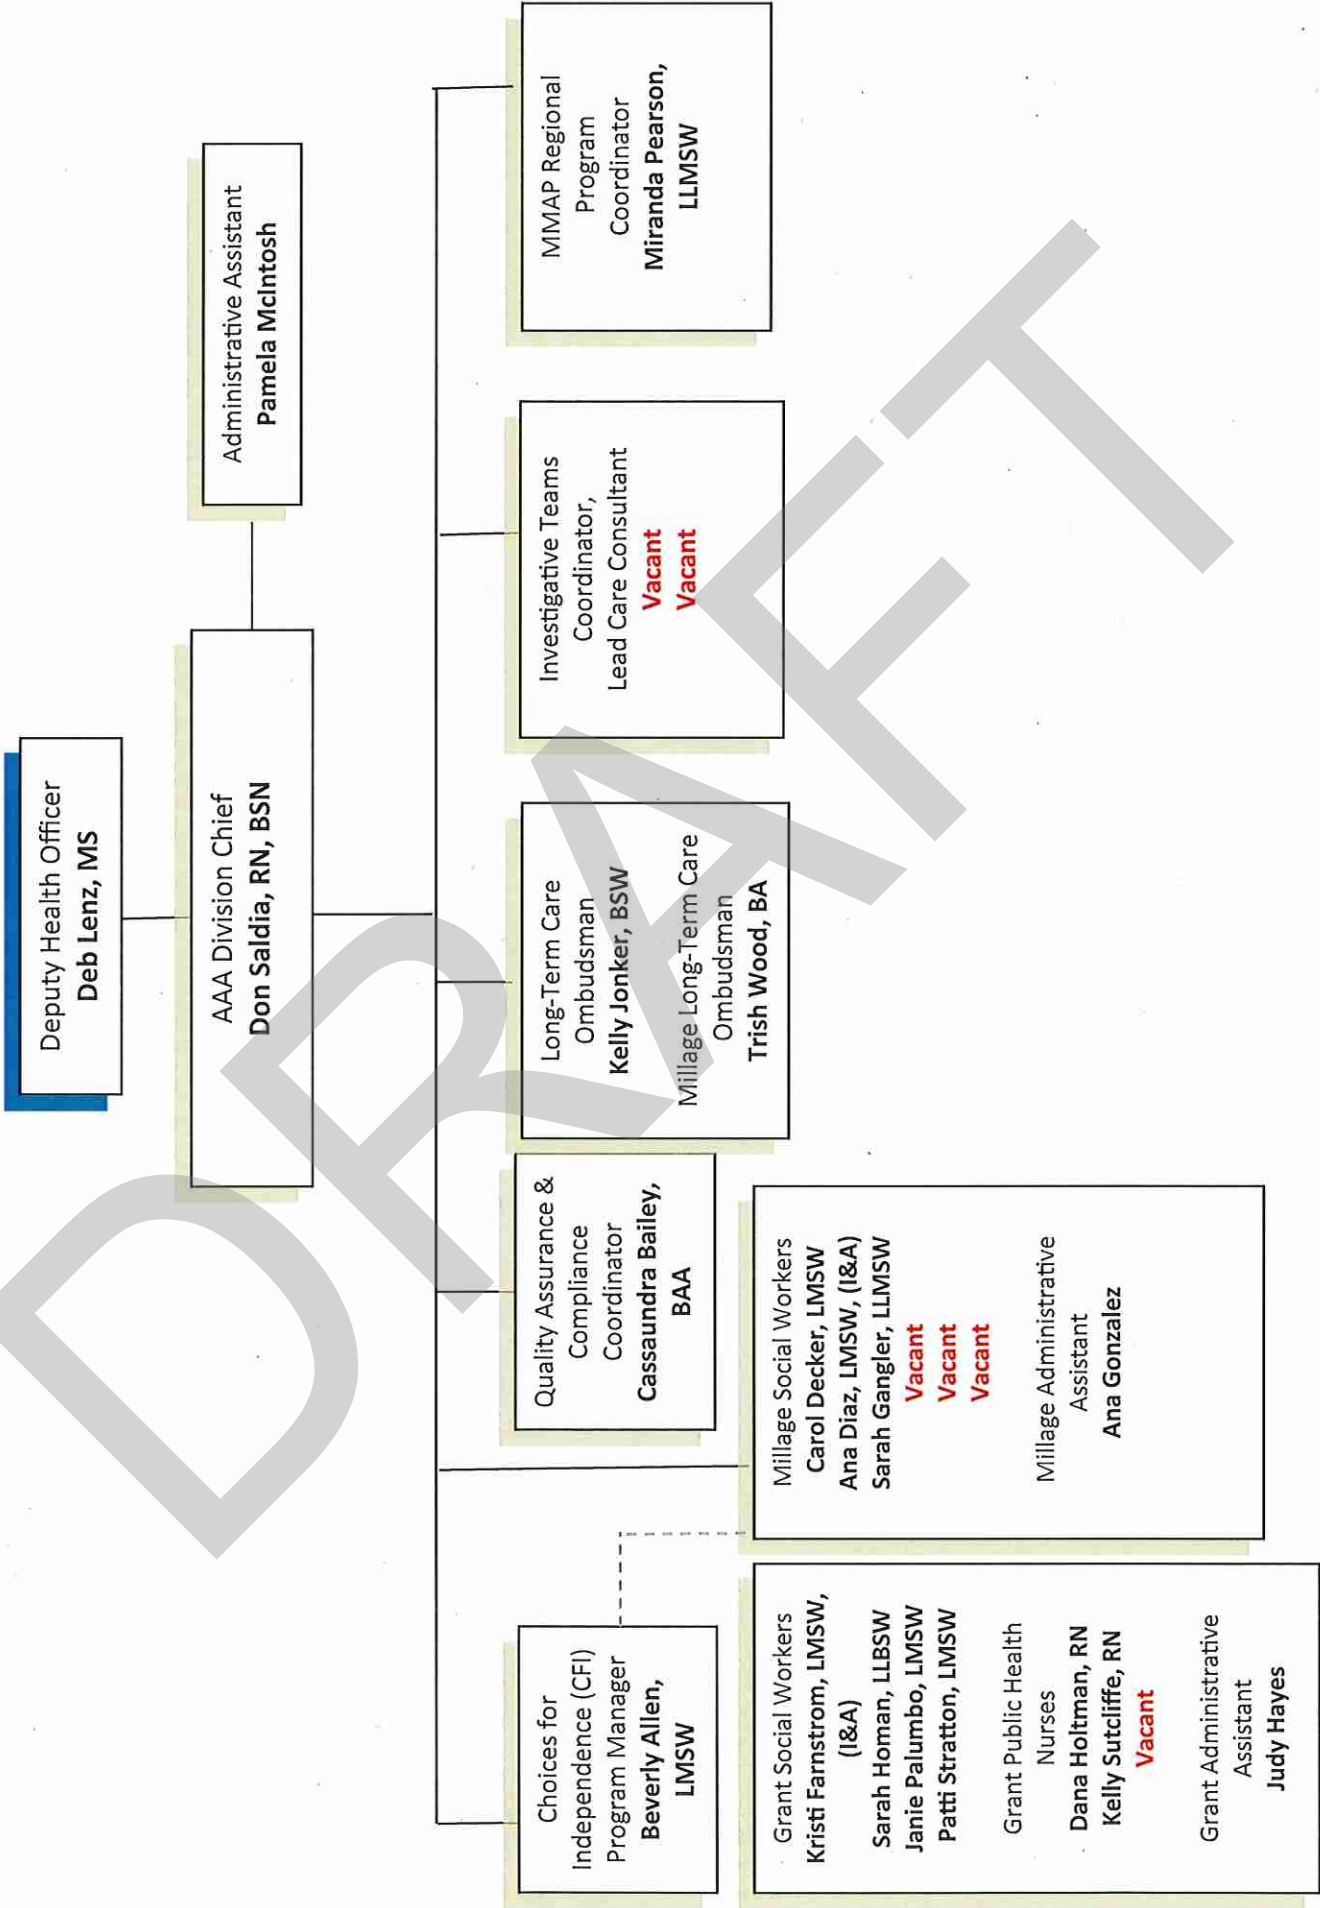 Deputy Health Officer
Deb Lenz, MS
AAA Division Chief
Don Saldia, RN, BSN
Administrative Assistant
Pamela McIntosh
Choices for
Independence (CFI)
Program Manager
Beverly Allen,
LMSW
Quality Assurance &
Compliance
Coordinator
Cassaundra Bailey,
BAA
Long-Term Care
Ombudsman
Kelly Jonker, BSW
Millage Long-Term Care
Ombudsman
Trish Wood, BA
Investigative Teams
Coordinator,
Lead Care Consultant
Vacant
Vacant
MMAP Regional
Program
Coordinator
Miranda Pearson,
LLMSW
Grant Social Workers
Kristi Farnstrom, LMSW,
(I&A)
Sarah Homan, LLBSW
Janie Palumbo, LMSW
Patti Stratton, LMSW
Grant Public Health
Nurses
Dana Holtman, RN
Kelly Sutcliffe, RN
Vacant
Grant Administrative
Assistant
Judy Hayes
Millage Social Workers
Carol Decker, LMSW
Ana Diaz, LMSW, (I&A)
Sarah Gangler, LLMSW
Vacant
Vacant
Vacant
Millage Administrative
Assistant
Ana Gonzalez
DRAFT